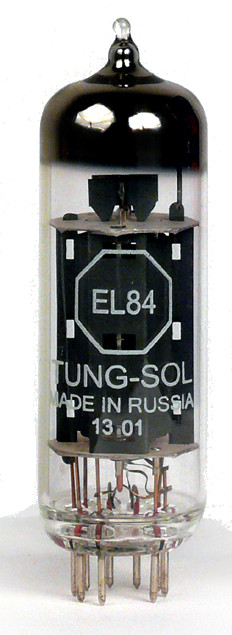 EL84
TUNG-SOL
MADE IN RUSSIA
13 01